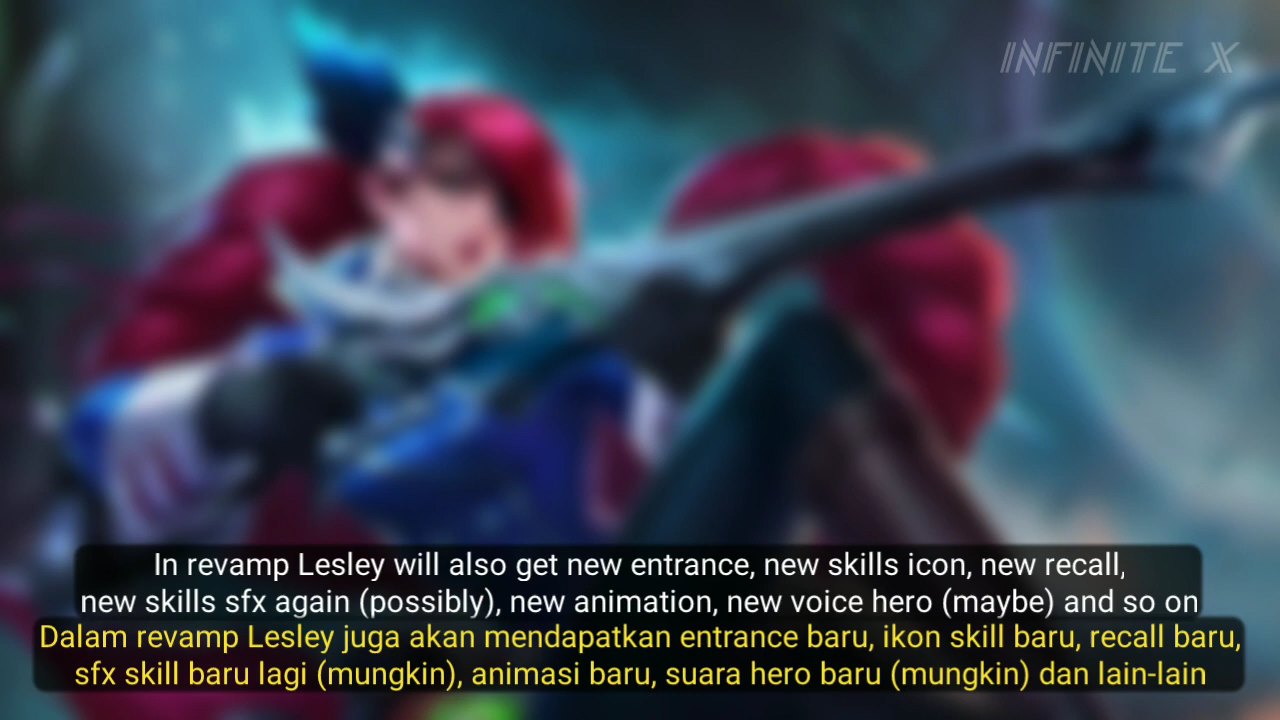 INFINITE X
In revamp Lesley will also get new entrance, new skills icon, new recall,
new skills sfx again (possibly), new animation, new voice hero (maybe) and so on
Dalam revamp Lesley juga akan mendapatkan entrance baru, ikon skill baru, recall baru,
sfx skill baru lagi (mungkin), animasi baru, suara hero baru (mungkin) dan lain-lain